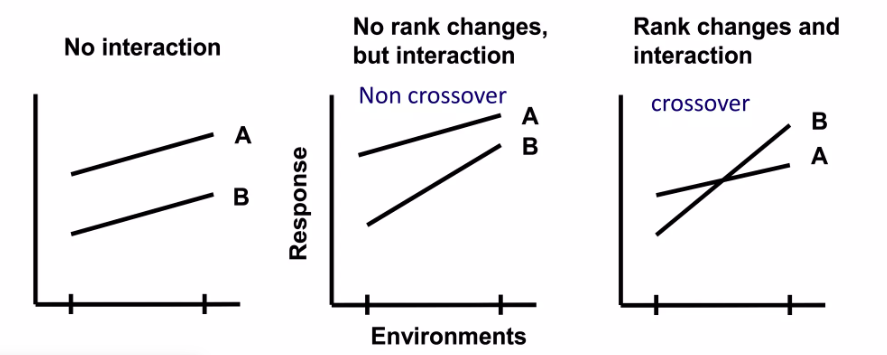 No interaction
A
B
No rank changes,
but interaction
Non crossover
A
B
Response
Environments
Rank changes and
interaction
crossover
B
A